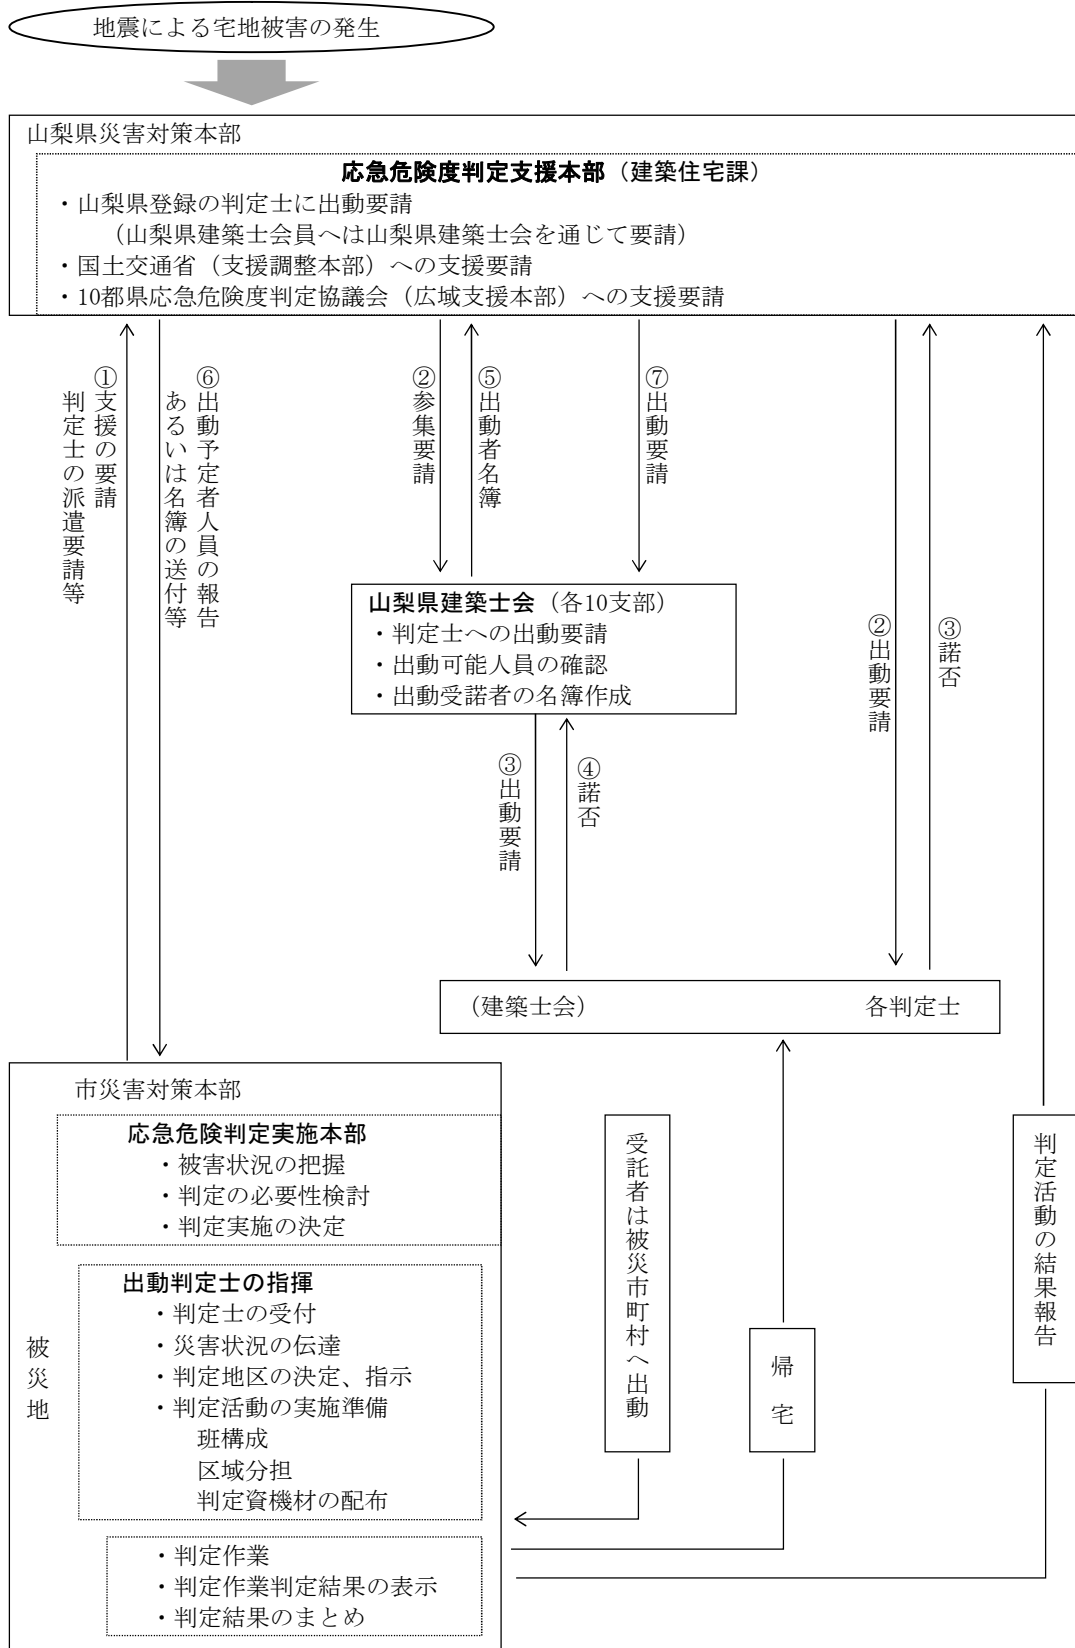 地震による宅地被害の発生
山梨県災害対策本部
応急危険度判定支援本部（建築住宅課）
・山梨県登録の判定士に出動要請
（山梨県建築士会員へは山梨県建築士会を通じて要請）
・国土交通省（支援調整本部）への支援要請
・10都県応急危険度判定協議会（広域支援本部）への支援要請
①支援の要請
判定士の派遣要請等
⑥出動予定者人員の報告
あるいは名簿の送付等
②参集要請
⑤出動者名簿
⑦出動要請
②出動要請
③諾否
山梨県建築士会（各10支部）
・判定士への出動要請
・出動可能人員の確認
・出動受諾者の名簿作成
③出動要請
④諾否
（建築士会）　各判定士
市災害対策本部
応急危険判定実施本部
・被害状況の把握
・判定の必要性検討
・判定実施の決定
被災地
出動判定士の指揮
・判定士の受付
・災害状況の伝達
・判定地区の決定、指示
・判定活動の実施準備
班構成
区域分担
判定資機材の配布
・判定作業
・判定作業判定結果の表示
・判定結果のまとめ
受託者は被災市町村へ出動
帰宅
判定活動の結果報告